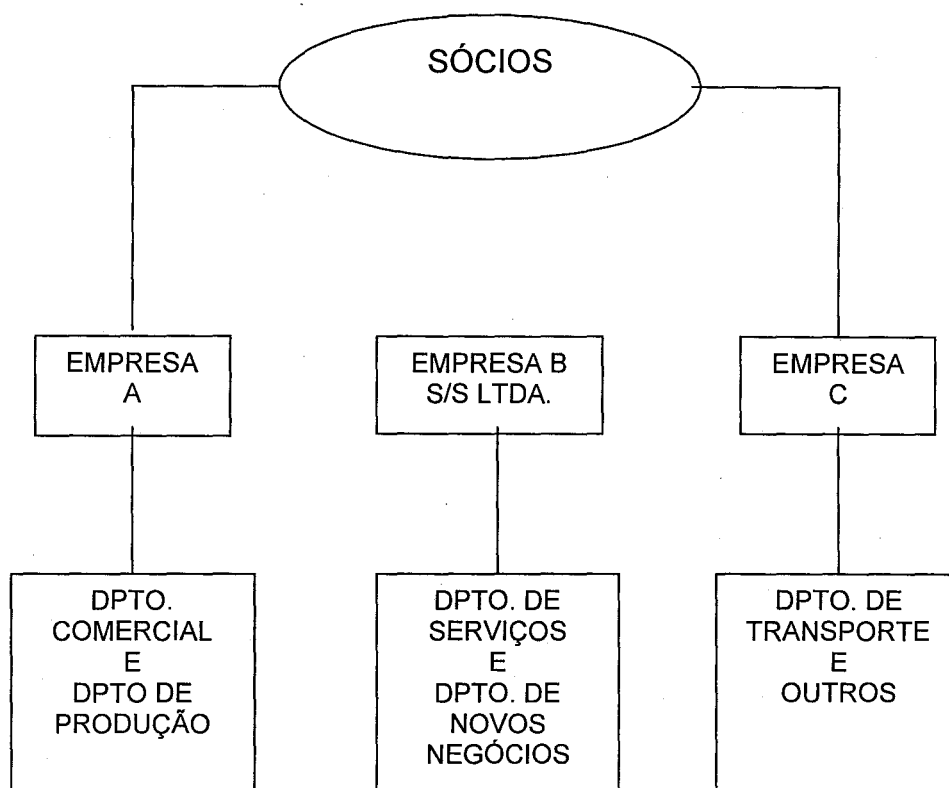 SÓCIOS
EMPRESA
A
EMPRESA B
S/S LTDA.
EMPRESA
C
DPTO.
COMERCIAL
E
DPTO DE
PRODUÇÃO
DPTO. DE
SERVIÇOS
E
DPTO. DE
NOVOS
NEGÓCIOS
DPTO. DE
TRANSPORTE
E
OUTROS